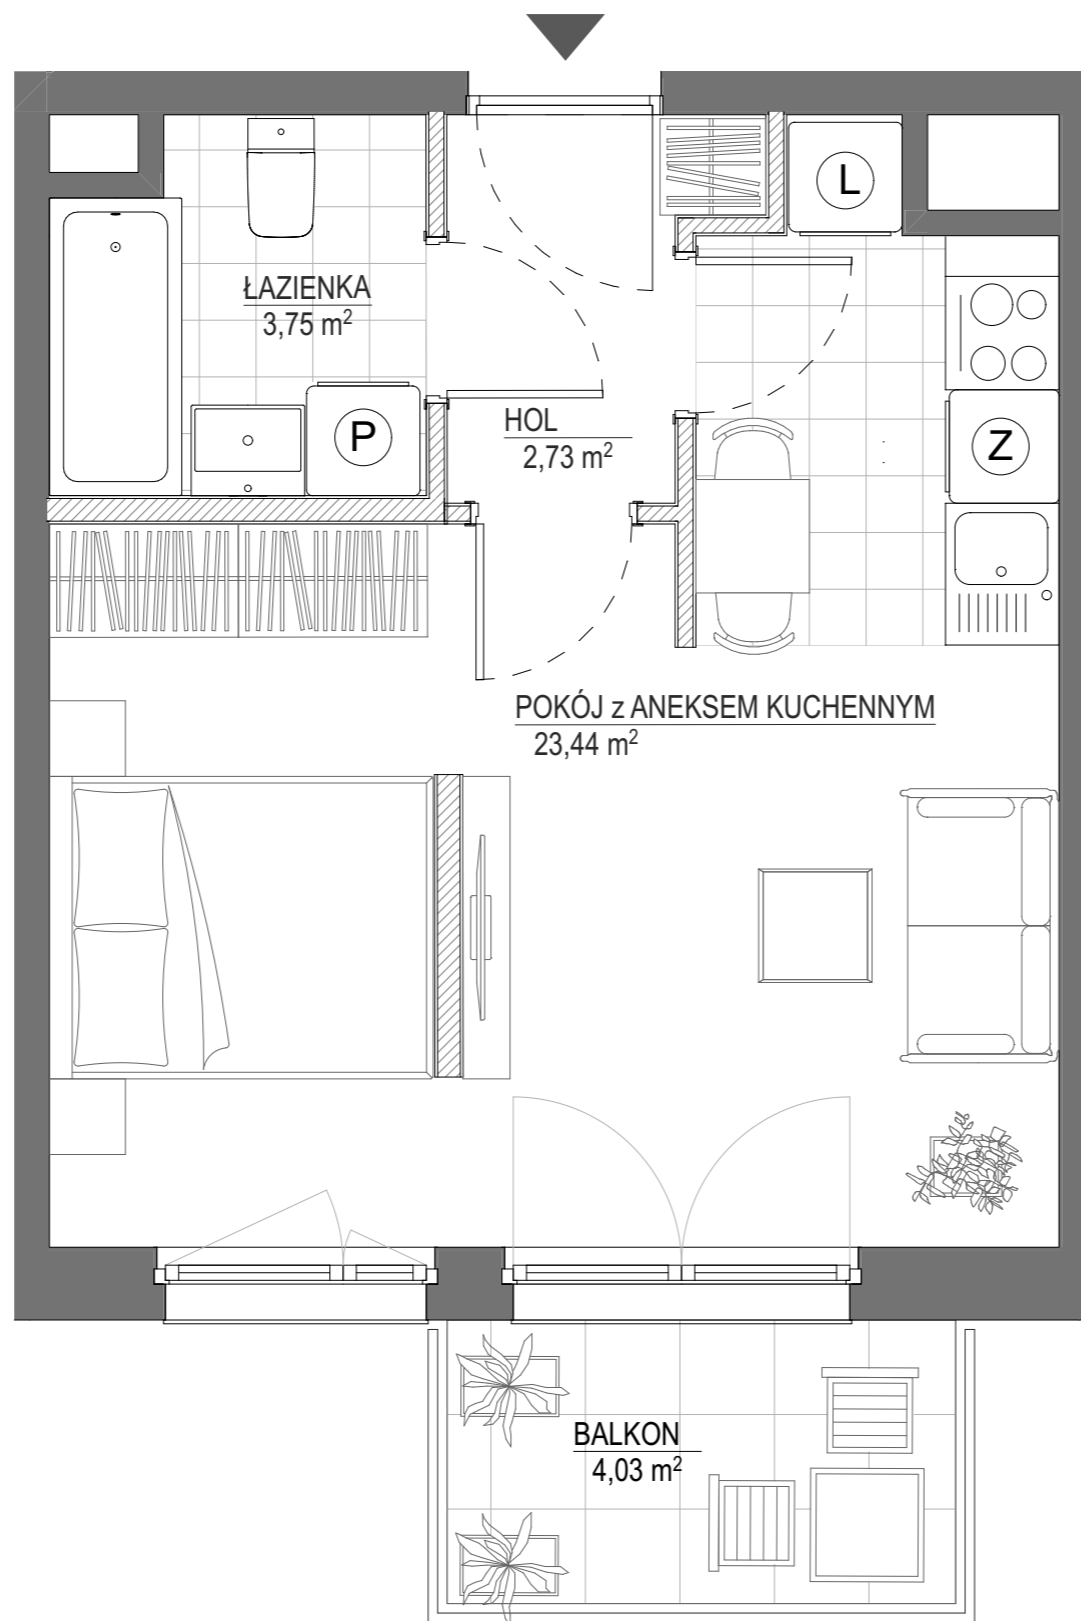 L
ŁAZIENKA
3,75 m²
HOL
2,73 m²
P
Z
POKÓJ z ANEKSEM KUCHENNYM
23,44 m²
BALKON
4,03 m²